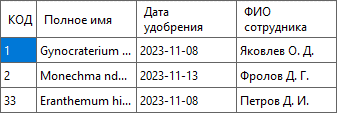 КОД Полное имя Дата удобрения ФИО сотрудника
1 Gynocraterium ... 2023-11-08 Яковлев О. Д.
2 Monechma nd... 2023-11-13 Фролов Д. Г.
33 Eranthemum hi... 2023-11-08 Петров Д. И.